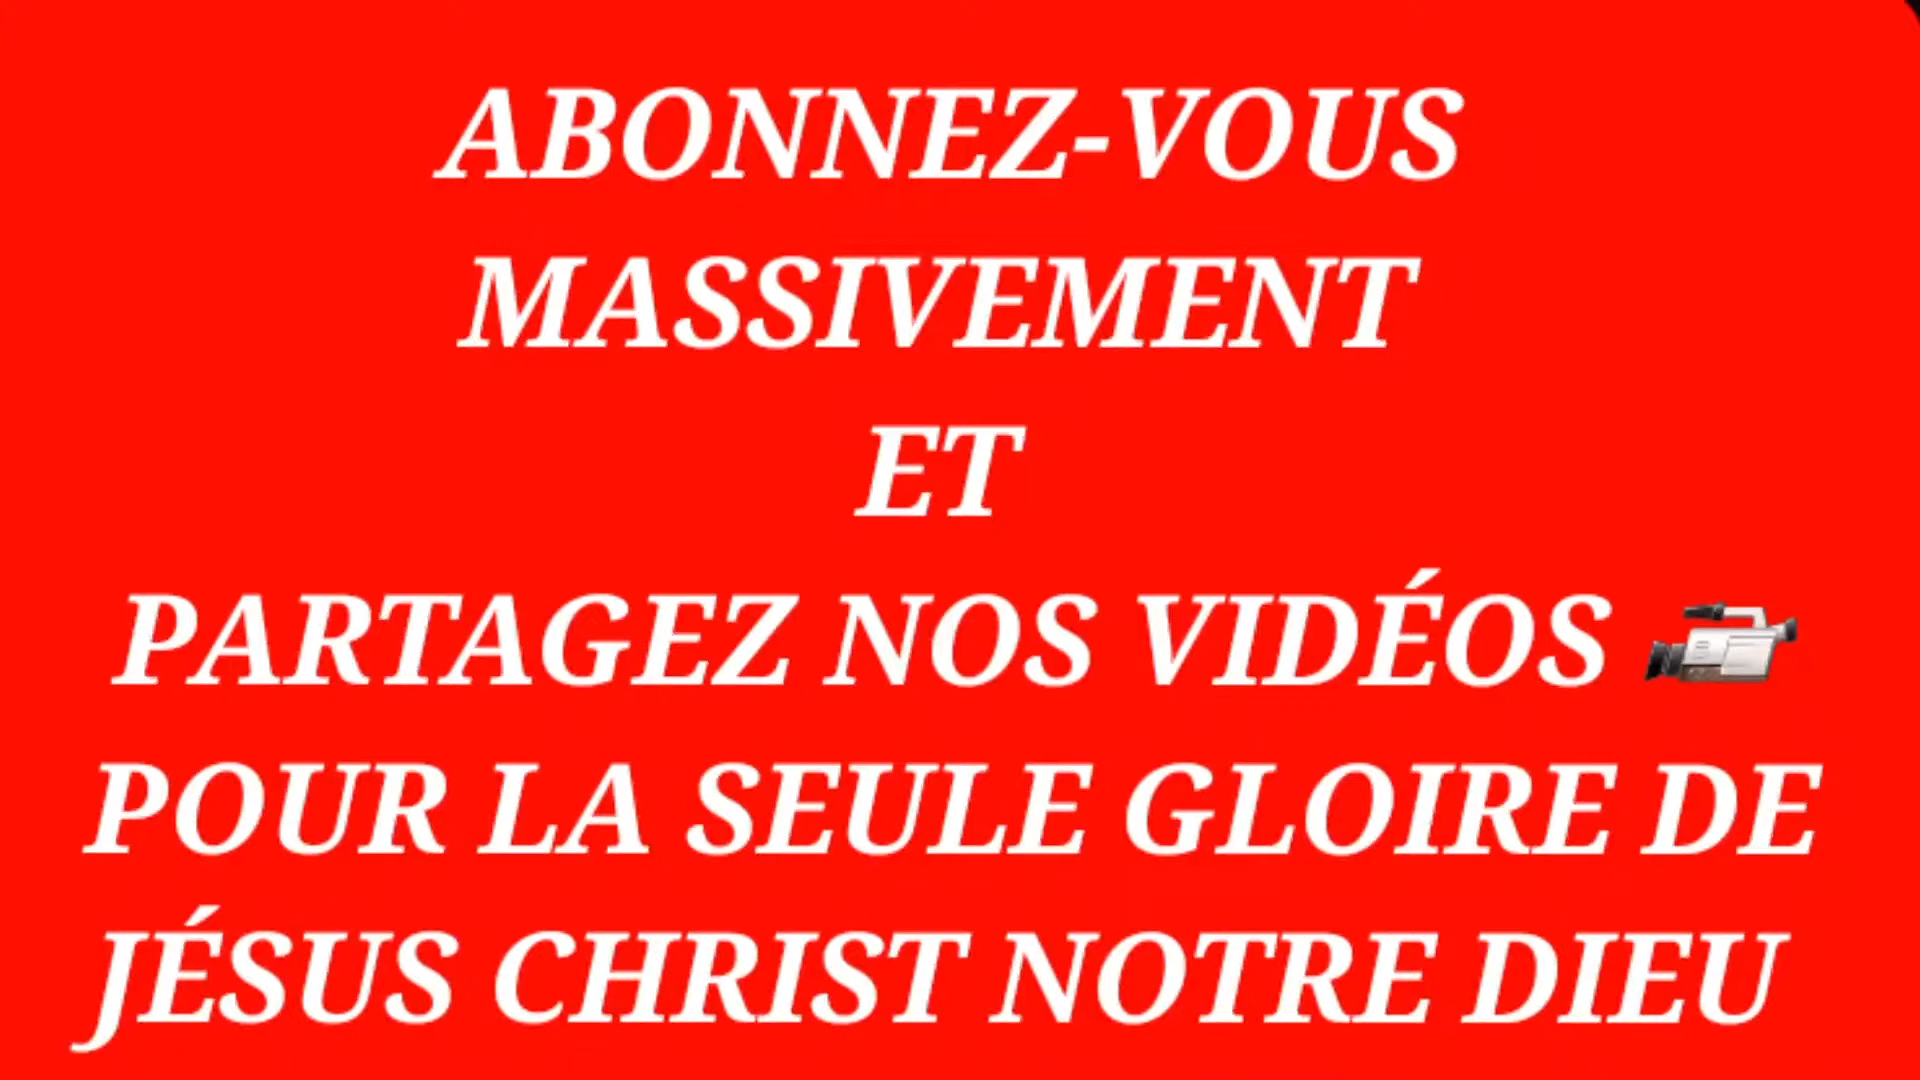 ABONNEZ-VOUS
MASSIVEMENT
ET
PARTAGEZ NOS VIDÉOS
POUR LA SEULE GLOIRE DE
JÉSUS CHRIST NOTRE DIEU